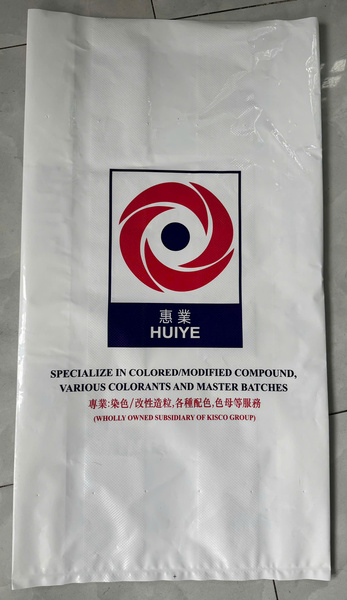 惠業
HUIYE
SPECIALIZE IN COLORED/MODIFIED COMPOUND,
VARIOUS COLORANTS AND MASTER BATCHES
專業:染色/改性造粒,各種配色,色母等服務
(WHOLLY OWNED SUBSIDIARY OF KISCO GROUP)